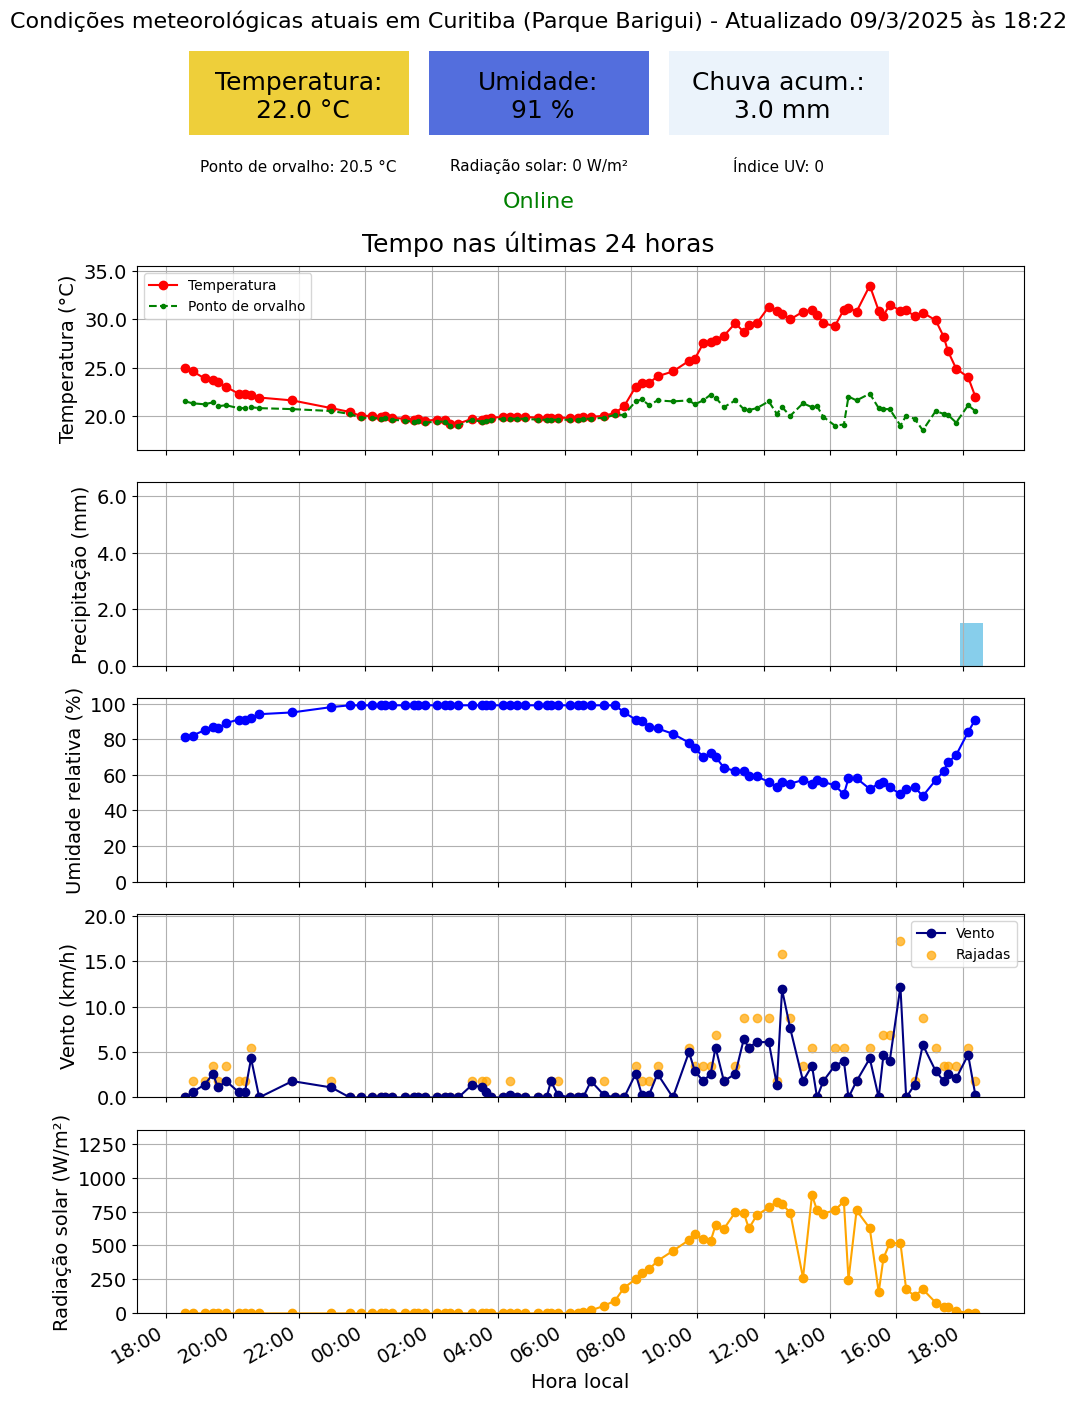 Condições meteorológicas atuais em Curitiba (Parque Barigui) - Atualizado 09/3/2025 às 18:22
Temperatura:
22.0 °C
Umidade:
91 %
Chuva acum.:
3.0 mm
Ponto de orvalho: 20.5 °C
Radiação solar: 0 W/m²
Índice UV: 0
Online
Tempo nas últimas 24 horas
Temperatura (°C)
35.0
30.0
25.0
20.0
Temperatura
Ponto de orvalho
Precipitação (mm)
6.0
4.0
2.0
0.0
Umidade relativa (%)
100
80
60
40
20
0
Vento (km/h)
20.0
15.0
10.0
5.0
0.0
Vento
Rajadas
Radiação solar (W/m²)
1250
1000
750
500
250
0
18:00
20:00
22:00
00:00
02:00
04:00
06:00
08:00
10:00
12:00
14:00
16:00
18:00
Hora local